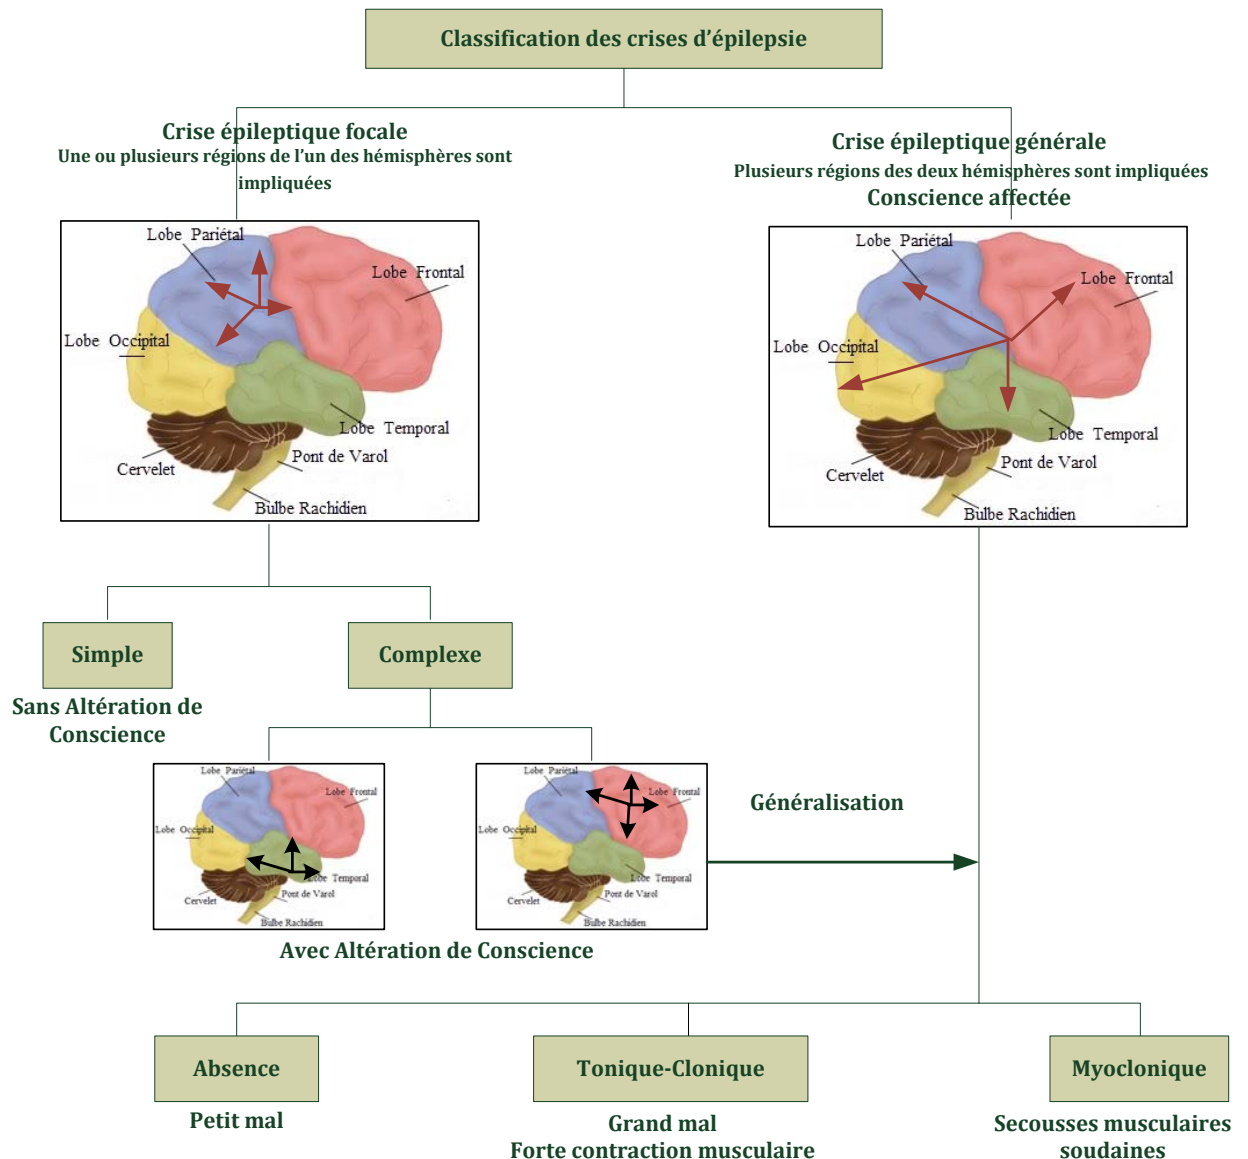 Classification des crises d’épilepsie
Crise épileptique focale
Une ou plusieurs régions de l’un des hémisphères sont
impliquées
Crise épileptique générale
Plusieurs régions des deux hémisphères sont impliquées
Conscience affectée
Lobe Pariétal
Lobe Frontal
Lobe Occipital
Lobe Temporal
Cervelet
Pont de Varol
Bulbe Rachidien
Lobe Pariétal
Lobe Frontal
Lobe Occipital
Lobe Temporal
Cervelet
Pont de Varol
Bulbe Rachidien
Simple
Sans Altération de
Conscience
Complexe
Lobe Pariétal
Lobe Frontal
Lobe Occipital
Lobe Temporal
Cervelet
Pont de Varol
Bulbe Rachidien
Lobe Pariétal
Lobe Frontal
Lobe Occipital
Lobe Temporal
Cervelet
Pont de Varol
Bulbe Rachidien
Avec Altération de Conscience
Généralisation
Absence
Petit mal
Tonique-Clonique
Grand mal
Forte contraction musculaire
Myoclonique
Secousses musculaires
soudaines